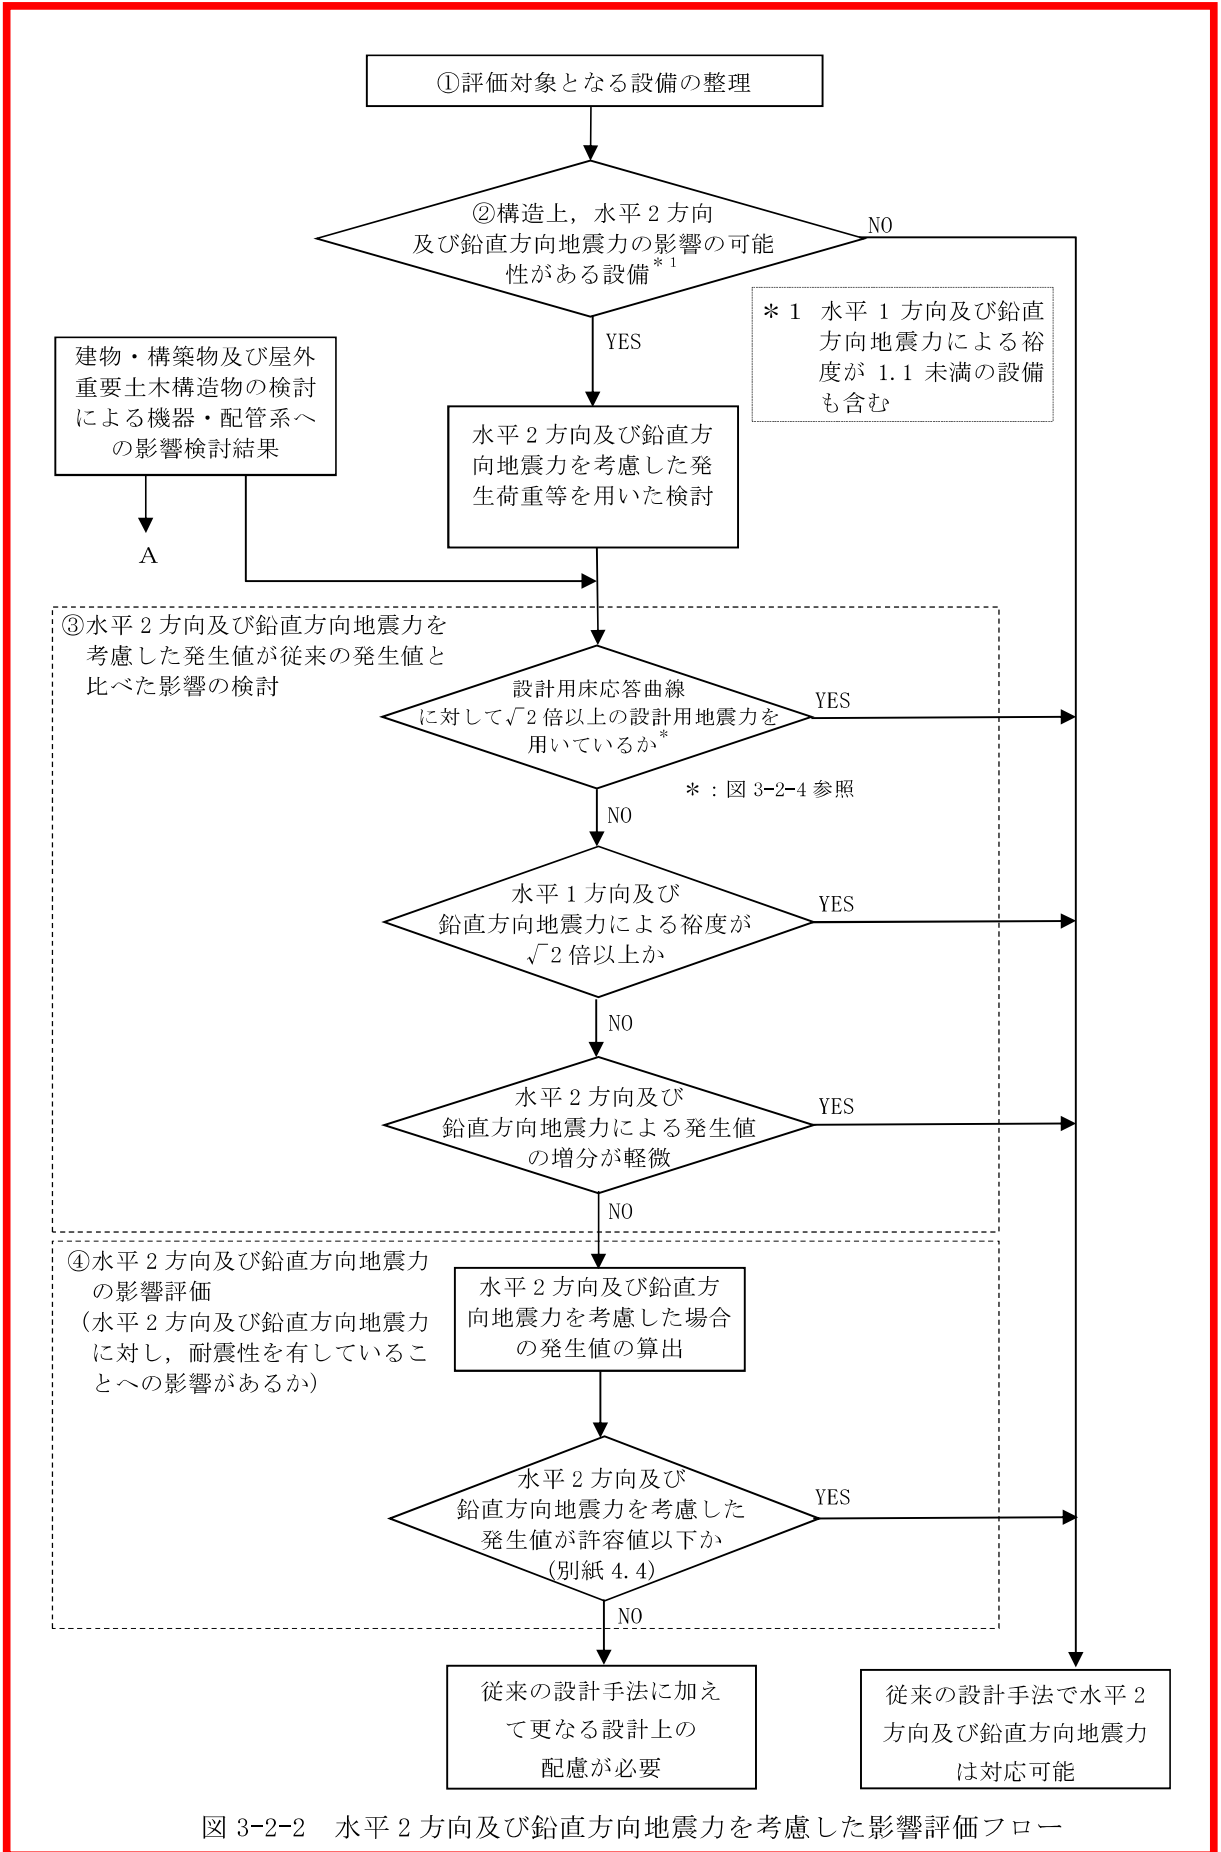 ①評価対象となる設備の整理
②構造上，水平２方向
及び鉛直方向地震力の影響の可能
性がある設備＊１
NO
YES
＊１ 水平１方向及び鉛直
方向地震力による裕
度が 1.1 未満の設備
も含む
建物・構築物及び屋外
重要土木構造物の検討
による機器・配管系へ
の影響検討結果
A
水平２方向及び鉛直方
向地震力を考慮した発
生荷重等を用いた検討
③水平２方向及び鉛直方向地震力を
考慮した発生値が従来の発生値と
比べた影響の検討
設計用床応答曲線
に対して√２倍以上の設計用地震力を
用いているか＊
YES
＊：図 3-2-4 参照
NO
水平１方向及び
鉛直方向地震力による裕度が
√２倍以上か
YES
NO
水平２方向及び
鉛直方向地震力による発生値
の増分が軽微
YES
NO
④水平２方向及び鉛直方向地震力
の影響評価
（水平２方向及び鉛直方向地震力
に対し，耐震性を有しているこ
とへの影響があるか）
水平２方向及び鉛直方
向地震力を考慮した場合
の発生値の算出
水平２方向及び
鉛直方向地震力を考慮した
発生値が許容値以下か
(別紙 4.4)
YES
NO
従来の設計手法に加え
て更なる設計上の
配慮が必要
従来の設計手法で水平２
方向及び鉛直方向地震力
は対応可能
図 3-2-2　水平２方向及び鉛直方向地震力を考慮した影響評価フロー